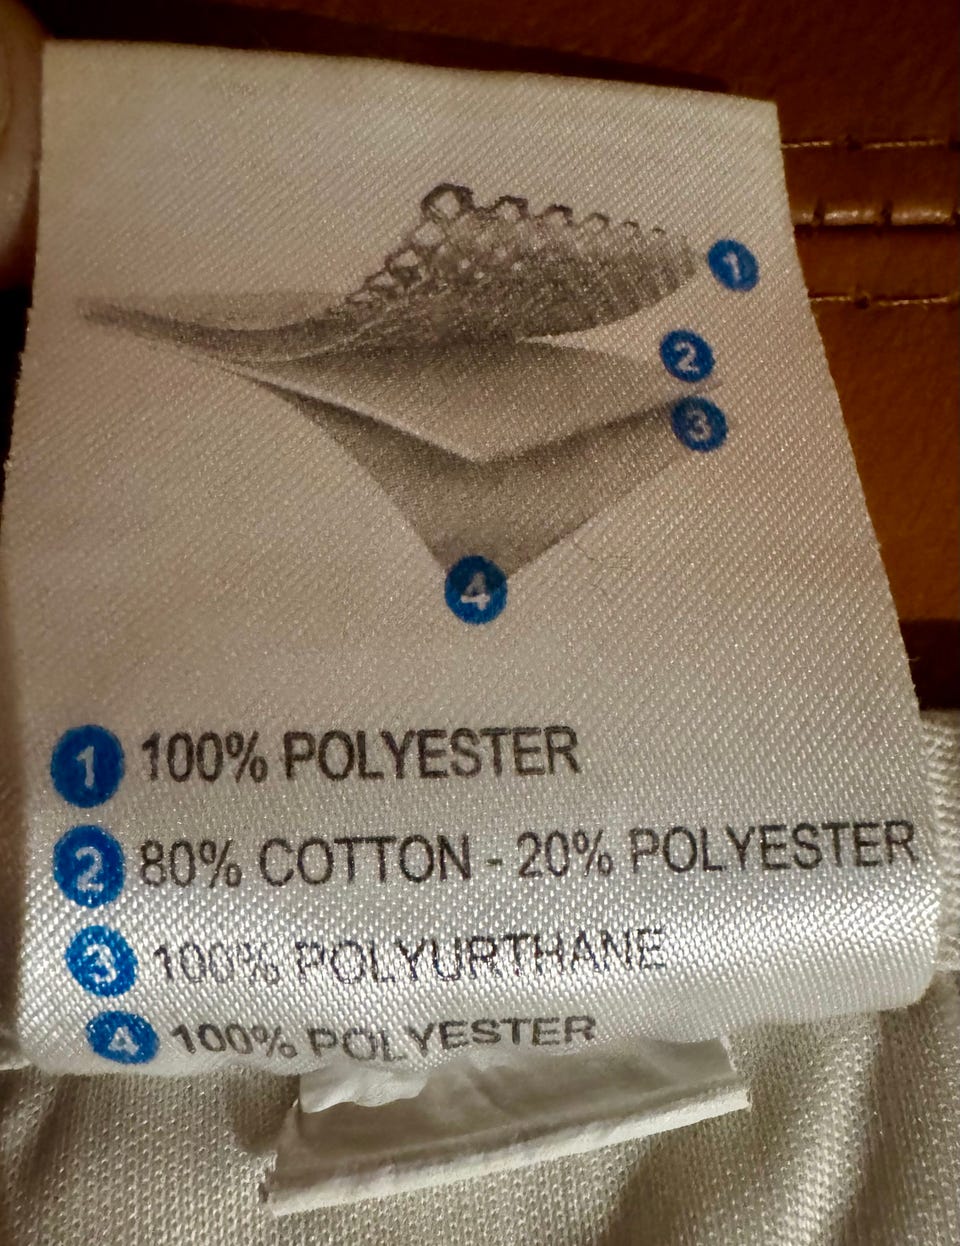 1
2
3
4
1 100% POLYESTER
2 80% COTTON - 20% POLYESTER
3 100% POLYURTHANE
4 100% POLYESTER